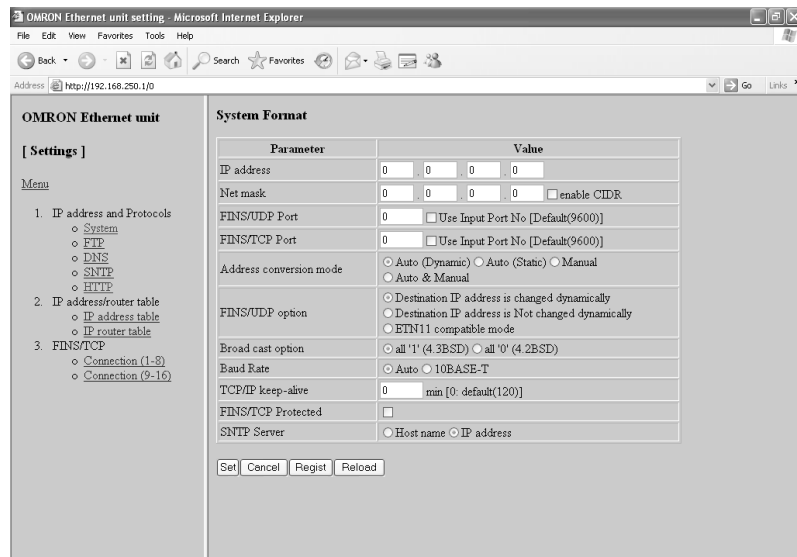 OMRON Ethernet unit setting - Microsoft Internet Explorer
File Edit View Favorites Tools Help
Back Search Favorites
Address http://192.168.250.1/0 Go Links
OMRON Ethernet unit
[ Settings ]
Menu
1. IP address and Protocols
o System
o FTP
o DNS
o SNTP
o HTTP
2. IP address/router table
o IP address table
o IP router table
3. FINS/TCP
o Connection (1-8)
o Connection (9-16)
System Format
Parameter Value
IP address 0 . 0 . 0 . 0
Net mask 0 . 0 . 0 . 0 enable CIDR
FINS/UDP Port 0 Use Input Port No [Default(9600)]
FINS/TCP Port 0 Use Input Port No [Default(9600)]
Address conversion mode Auto (Dynamic) Auto (Static) Manual
Auto & Manual
FINS/UDP option Destination IP address is changed dynamically
Destination IP address is Not changed dynamically
ETN11 compatible mode
Broad cast option all '1' (4.3BSD) all '0' (4.2BSD)
Baud Rate Auto 10BASE-T
TCP/IP keep-alive 0 min [0: default(120)]
FINS/TCP Protected
SNTP Server Host name IP address
Set Cancel Regist Reload